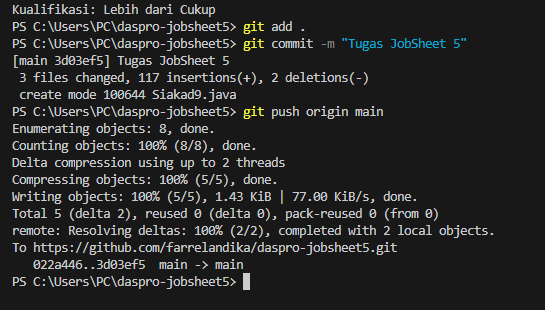 Kualifikasi: Lebih dari Cukup
PS C:\Users\PC\daspro-jobsheet5> git add .
PS C:\Users\PC\daspro-jobsheet5> git commit -m "Tugas JobSheet 5"
[main 3d03ef5] Tugas JobSheet 5
 3 files changed, 117 insertions(+), 2 deletions(-)
 create mode 100644 Siakad9.java
PS C:\Users\PC\daspro-jobsheet5> git push origin main
Enumerating objects: 8, done.
Counting objects: 100% (8/8), done.
Delta compression using up to 2 threads
Compressing objects: 100% (5/5), done.
Writing objects: 100% (5/5), 1.43 KiB | 77.00 KiB/s, done.
Total 5 (delta 2), reused 0 (delta 0), pack-reused 0 (from 0)
remote: Resolving deltas: 100% (2/2), completed with 2 local objects.
To https://github.com/farrelandika/daspro-jobsheet5.git
   022a446..3d03ef5  main -> main
PS C:\Users\PC\daspro-jobsheet5>